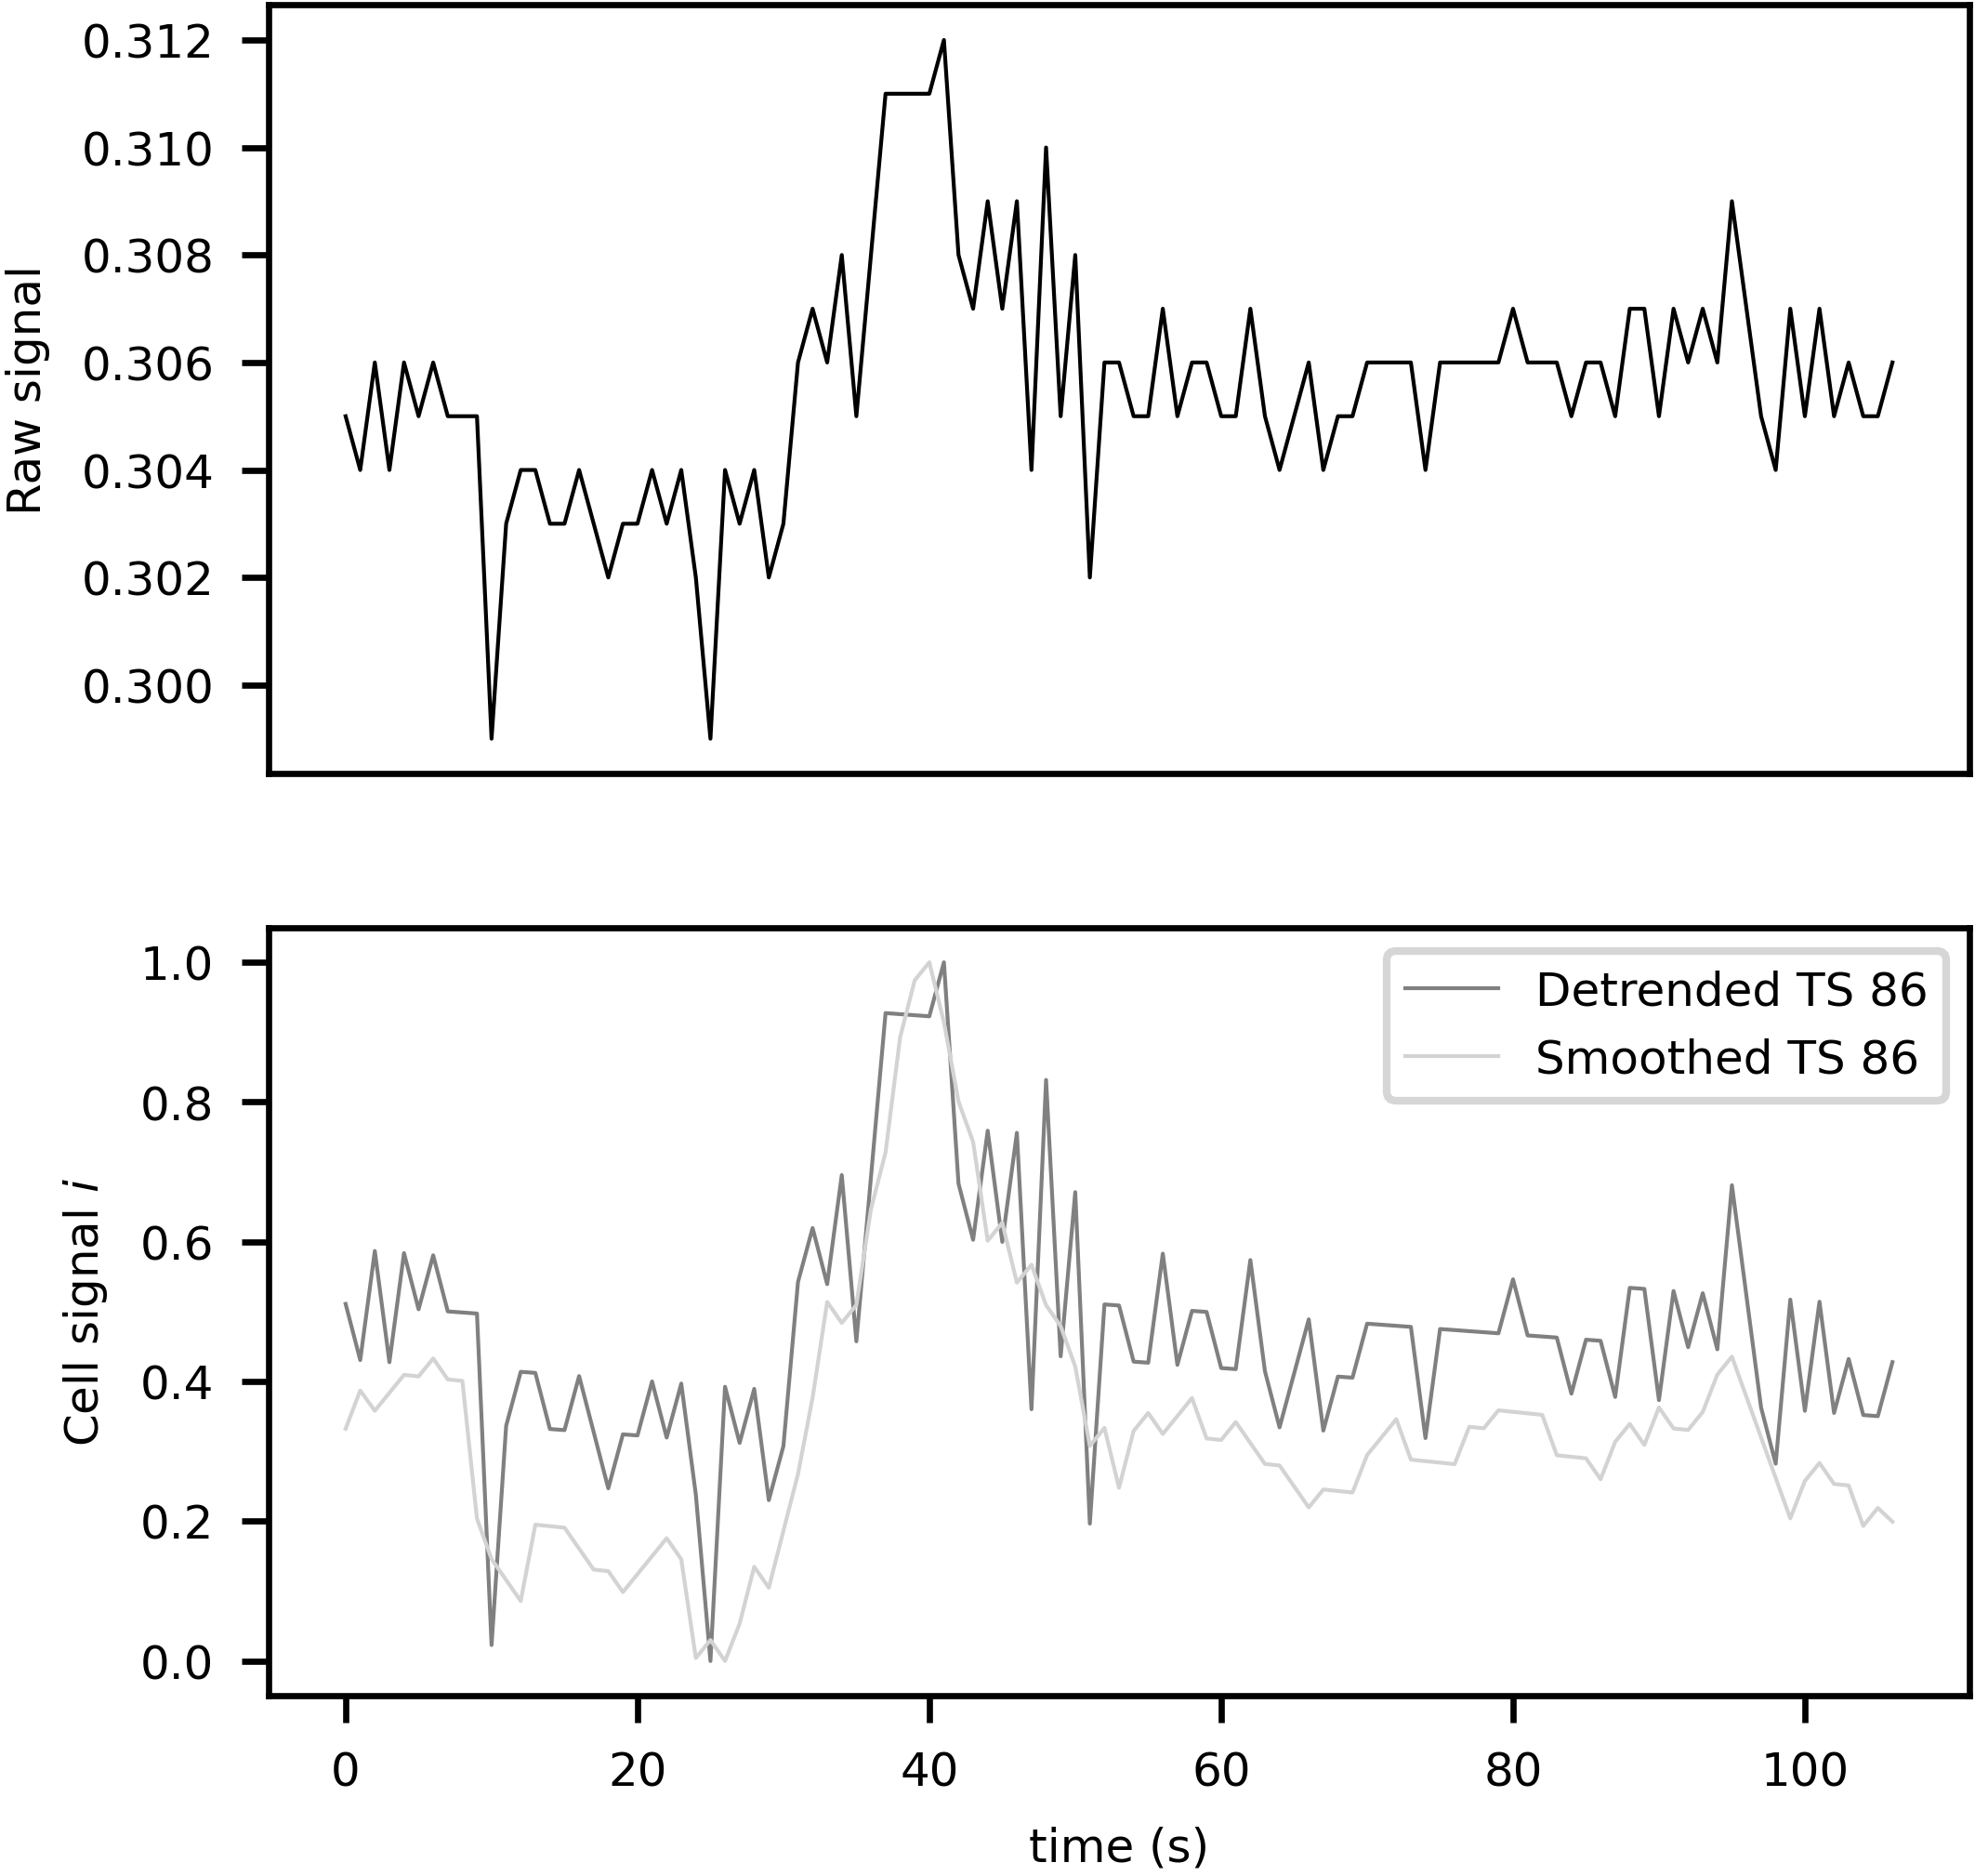 0.312
0.310
0.308
0.306
0.304
0.302
0.300
Raw signal
1.0
0.8
0.6
0.4
0.2
0.0
Cell signal i
Detrended TS 86
Smoothed TS 86
0 20 40 60 80 100
time (s)